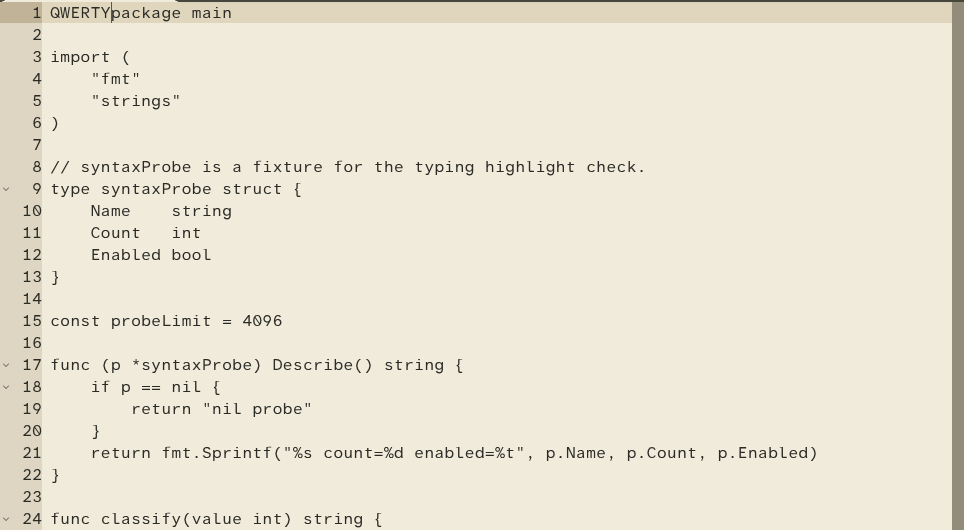 1 QWERTYpackage main
2
3 import (
4     "fmt"
5     "strings"
6 )
7
8 // syntaxProbe is a fixture for the typing highlight check.
9 type syntaxProbe struct {
10     Name    string
11     Count   int
12     Enabled bool
13 }
14
15 const probeLimit = 4096
16
17 func (p *syntaxProbe) Describe() string {
18     if p == nil {
19         return "nil probe"
20     }
21     return fmt.Sprintf("%s count=%d enabled=%t", p.Name, p.Count, p.Enabled)
22 }
23
24 func classify(value int) string {